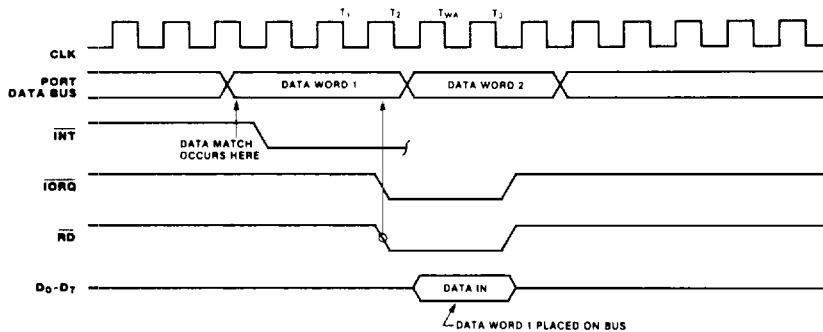 T1 T2 TWA T3
CLK
PORT
DATA BUS
DATA WORD 1
DATA WORD 2
INT
DATA MATCH
OCCURS HERE
IORQ
RD
D0-D7
DATA IN
DATA WORD 1 PLACED ON BUS